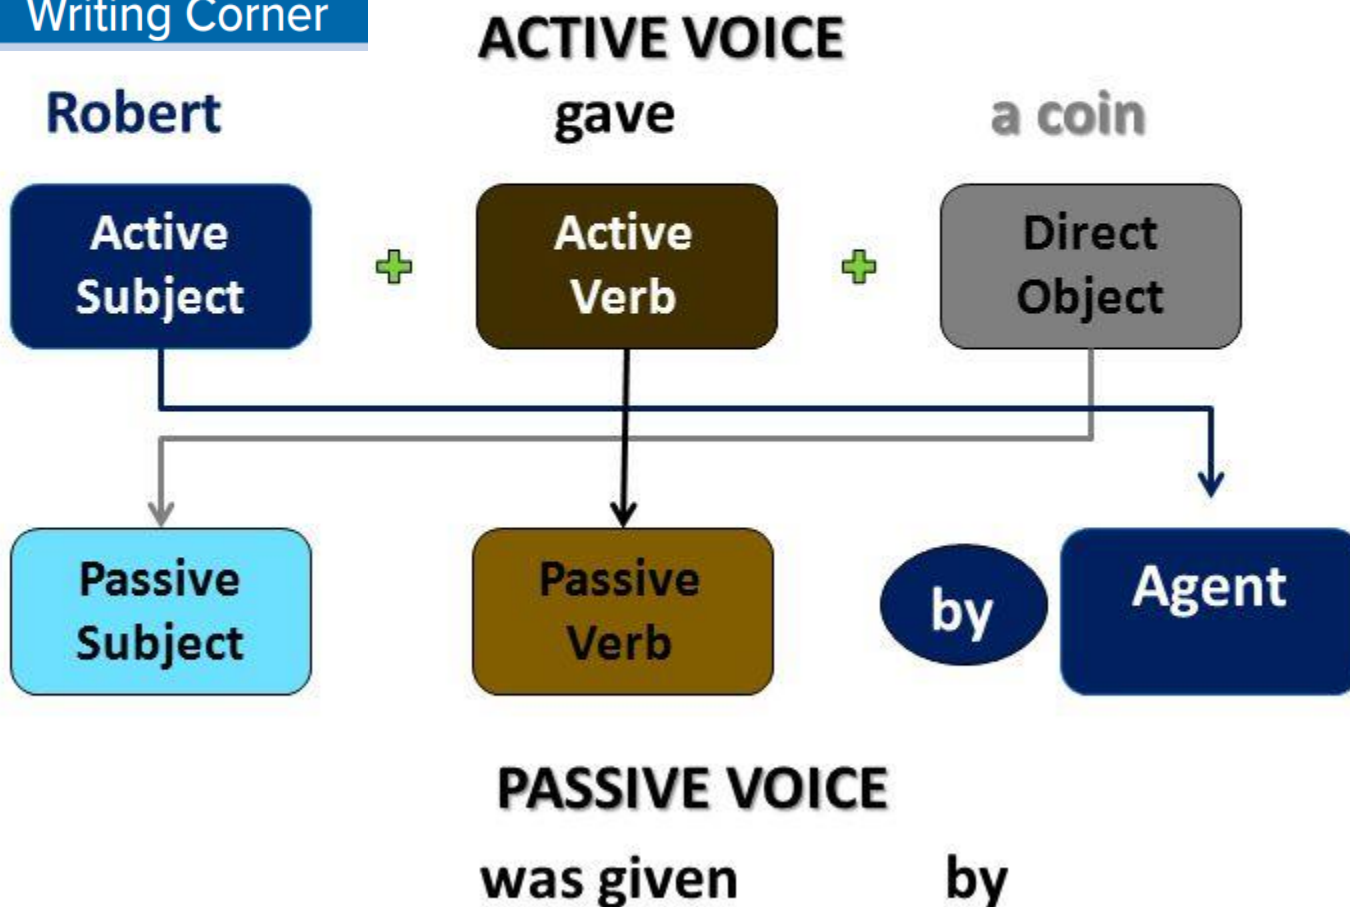 Writing Corner
ACTIVE VOICE
Robert gave a coin
Active Subject
Active Verb
Direct Object
Passive Subject
Passive Verb
by
Agent
PASSIVE VOICE
was given by